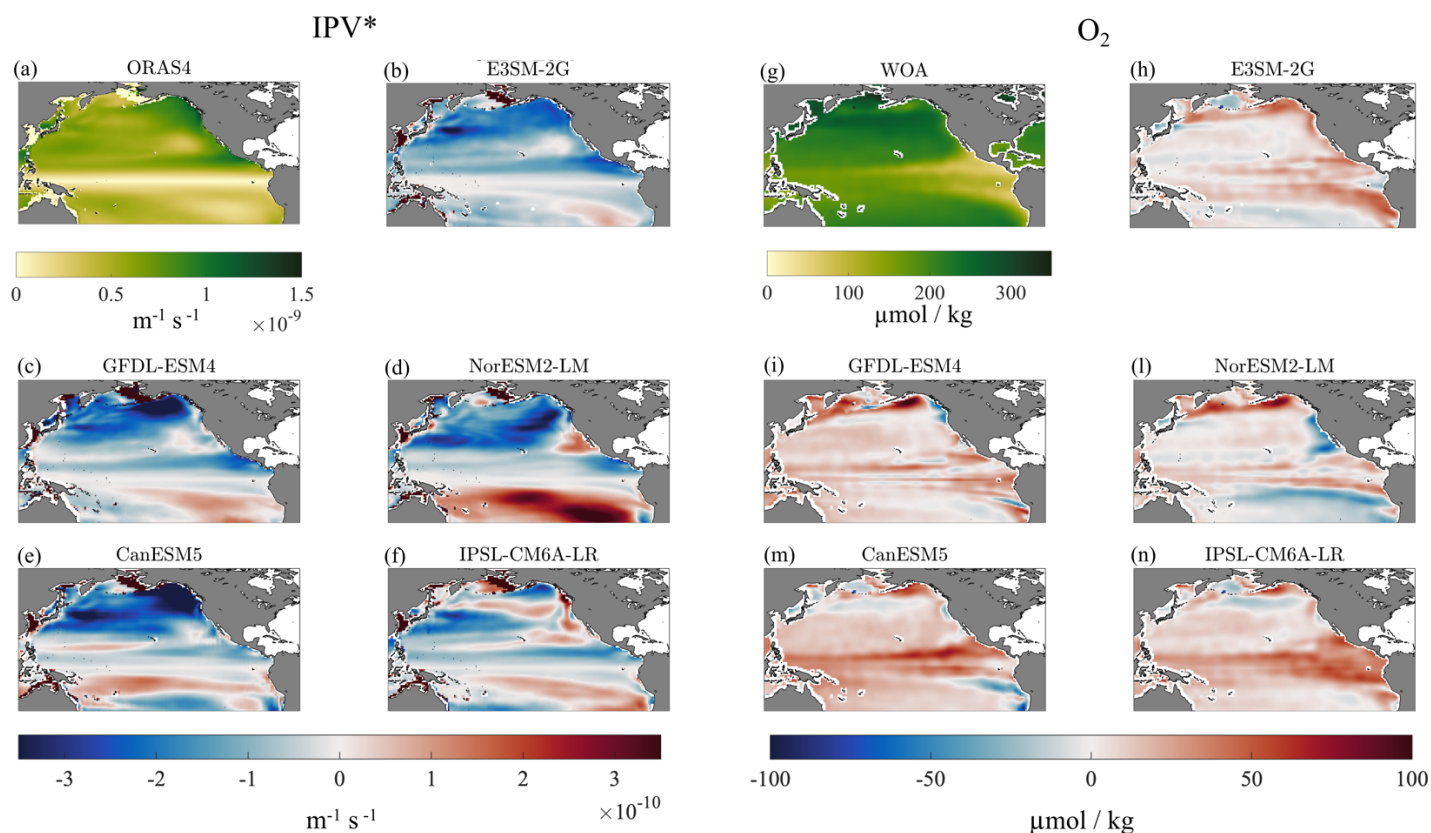 IPV*
O₂
(a) ORAS4
(b) E3SM-2G
(g) WOA
(h) E3SM-2G
0 0.5 1 1.5
m⁻¹ s⁻¹ ×10⁻⁹
0 100 200 300
μmol / kg
(c) GFDL-ESM4
(d) NorESM2-LM
(i) GFDL-ESM4
(l) NorESM2-LM
(e) CanESM5
(f) IPSL-CM6A-LR
(m) CanESM5
(n) IPSL-CM6A-LR
-3 -2 -1 0 1 2 3
×10⁻¹⁰
m⁻¹ s⁻¹
-100 -50 0 50 100
μmol / kg